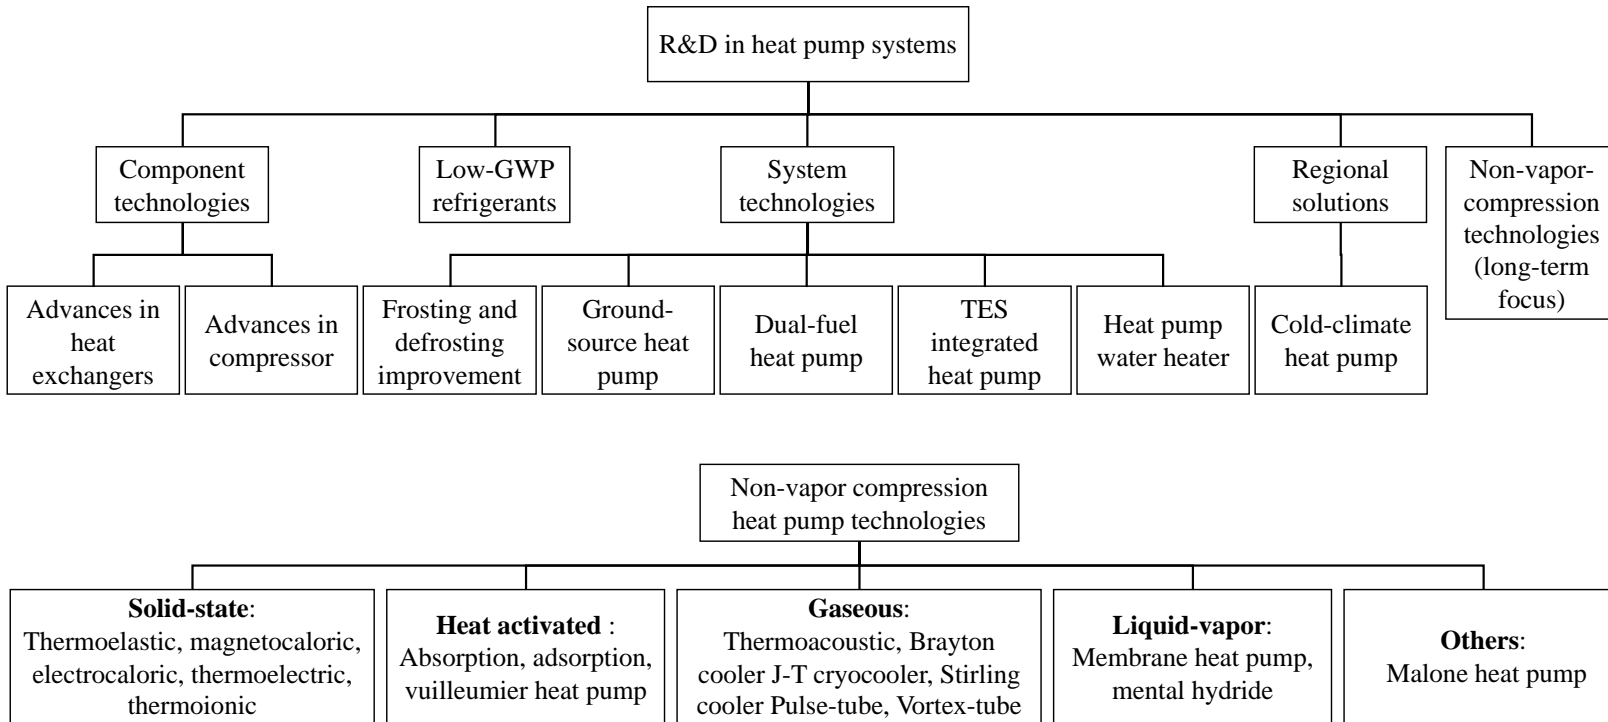 R&D in heat pump systems
Component
technologies
Low-GWP
refrigerants
System
technologies
Regional
solutions
Non-vapor-
compression
technologies
(long-term
focus)
Advances in
heat
exchangers
Advances in
compressor
Frosting and
defrosting
improvement
Ground-
source heat
pump
Dual-fuel
heat pump
TES
integrated
heat pump
Heat pump
water heater
Cold-climate
heat pump
Non-vapor compression
heat pump technologies
Solid-state:
Thermoelastic, magnetocaloric,
electrocaloric, thermoelectric,
thermoionic
Heat activated :
Absorption, adsorption,
vuilleumier heat pump
Gaseous:
Thermoacoustic, Brayton
cooler J-T cryocooler, Stirling
cooler Pulse-tube, Vortex-tube
Liquid-vapor:
Membrane heat pump,
mental hydride
Others:
Malone heat pump